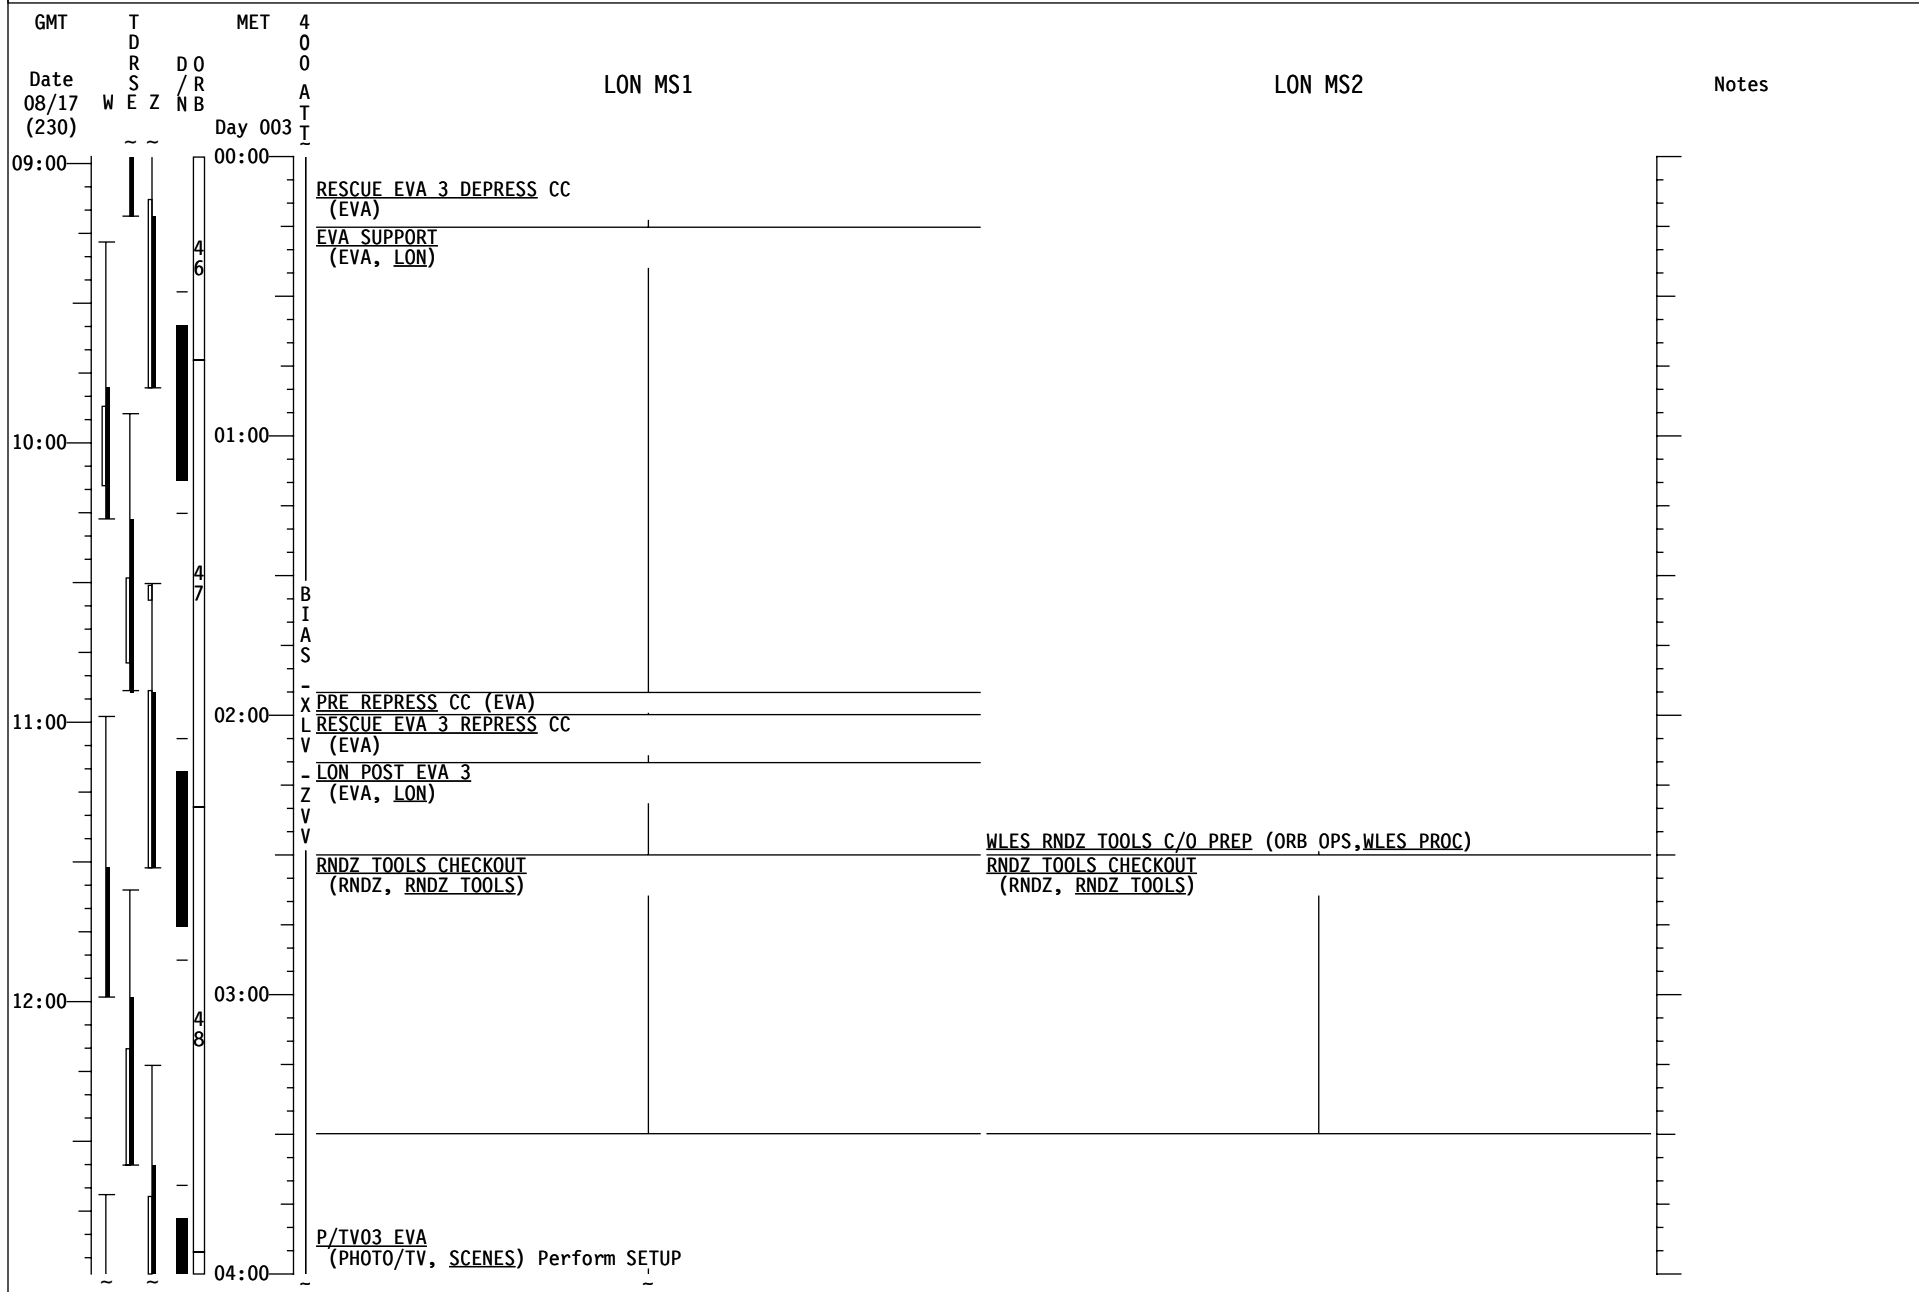 GMT
TDRSE
MET
400 ATT
D/N
ORB
LON MS1
LON MS2
Notes
Date
08/17
W E Z
(230)
Day 003
~ ~ ~
09:00
00:00
RESCUE EVA 3 DEPRESS CC
(EVA)
EVA SUPPORT
(EVA, LON)
46
10:00
01:00
47
BIAS -XLV -ZVV
PRE REPRESS CC (EVA)
11:00
02:00
RESCUE EVA 3 REPRESS CC
(EVA)
LON POST EVA 3
(EVA, LON)
WLES RNDZ TOOLS C/O PREP (ORB OPS,WLES PROC)
RNDZ TOOLS CHECKOUT
(RNDZ, RNDZ TOOLS)
RNDZ TOOLS CHECKOUT
(RNDZ, RNDZ TOOLS)
12:00
03:00
48
P/TV03 EVA
(PHOTO/TV, SCENES) Perform SETUP
04:00
~ ~ ~ ~